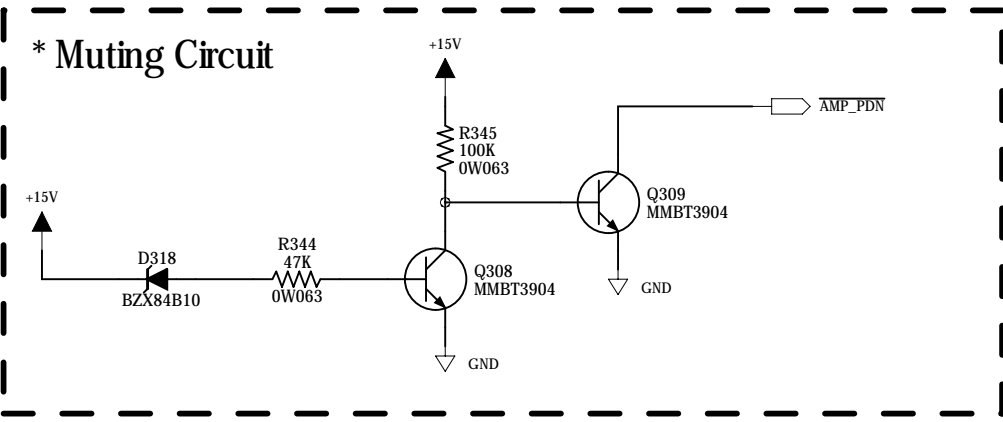 * Muting Circuit
+15V
R345
100K
0W063
AMP_PDN
Q309
MMBT3904
GND
+15V
D318
BZX84B10
R344
47K
0W063
Q308
MMBT3904
GND